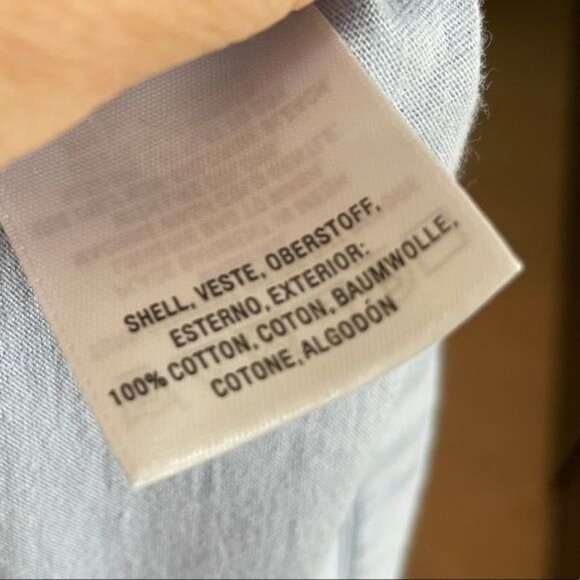 SHELL, VESTE, OBERSTOFF,
ESTERNO, EXTERIOR:
100% COTTON, COTON, BAUMWOLLE,
COTONE, ALGODÓN